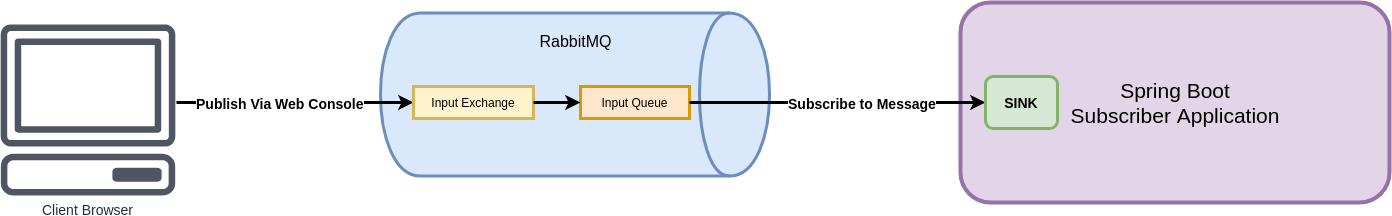 RabbitMQ
Publish Via Web Console
Input Exchange
Input Queue
Subscribe to Message
SINK
Spring Boot
Subscriber Application
Client Browser